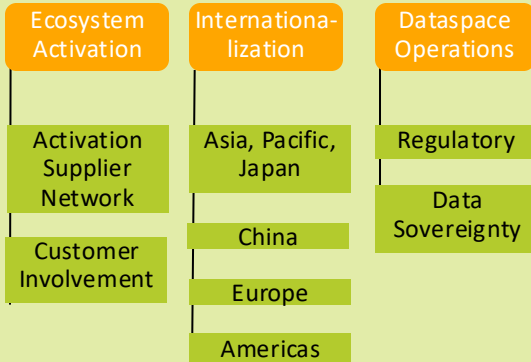 Ecosystem
Activation
Activation
Supplier
Network
Customer
Involvement
Internationa-
lization
Asia, Pacific,
Japan
China
Europe
Americas
Dataspace
Operations
Regulatory
Data
Sovereignty